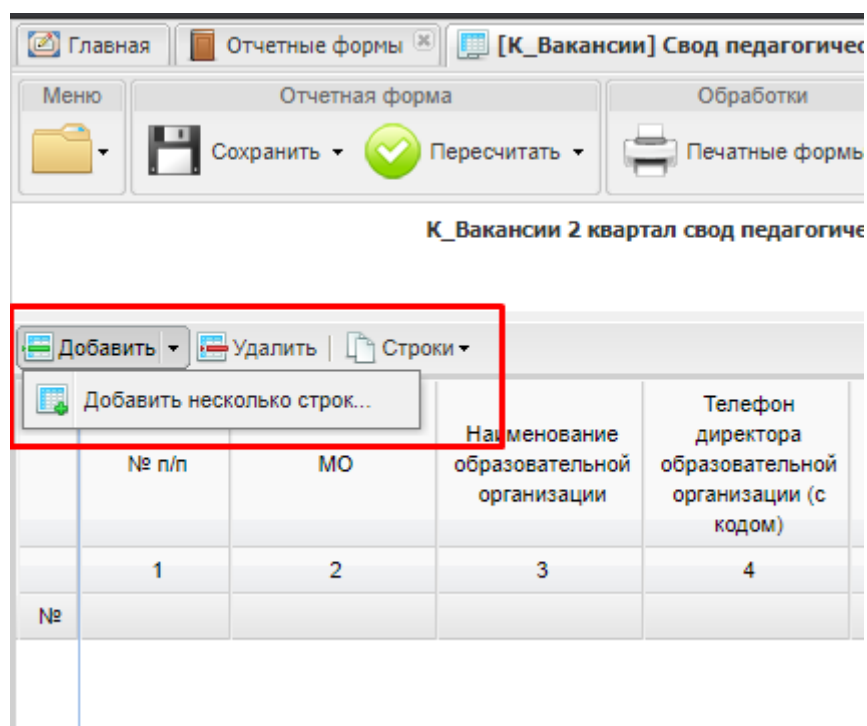 Главная Отчетные формы [К_Вакансии] Свод
Меню Отчетная форма Обработки
Сохранить Пересчитать Печатные формы
К_Вакансии 2 квартал свод
Добавить Удалить Строки
Добавить несколько строк...
№ п/п
МО
Наименование
образовательной
организации
Телефон
директора
образовательной
организации (с
кодом)
1 2 3 4
№